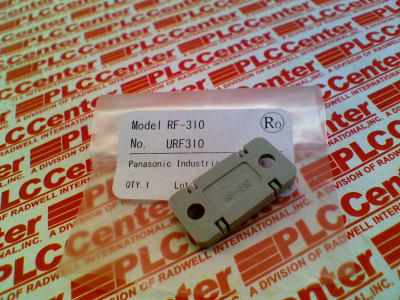 Model RF-310
No. URF310
Ro
Panasonic Industri
QTY. 1 Lot
PLCCenter
A DIVISION OF RADWELL INTERNATIONAL, INC.